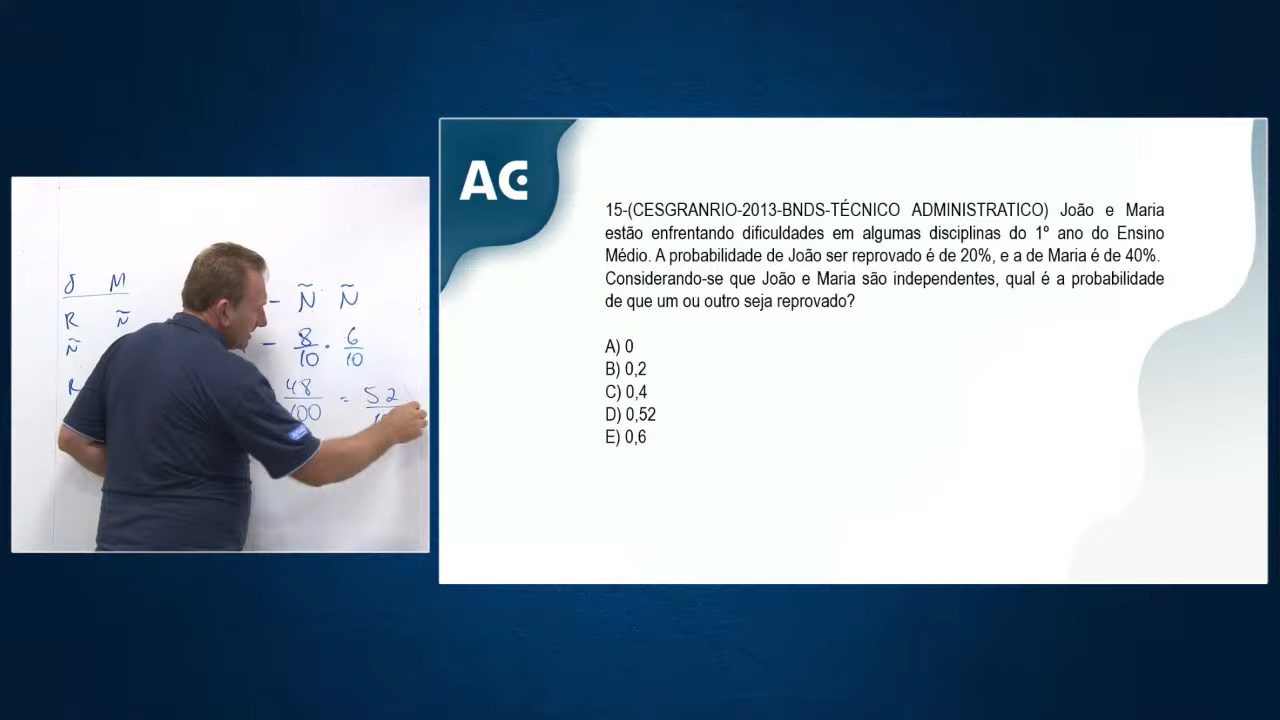 J M
R Ñ
Ñ
R
- Ñ Ñ
- 8/10 . 6/10
48/100 = 52
AC
15-(CESGRANRIO-2013-BNDS-TÉCNICO ADMINISTRATICO) João e Maria
estão enfrentando dificuldades em algumas disciplinas do 1º ano do Ensino
Médio. A probabilidade de João ser reprovado é de 20%, e a de Maria é de 40%.
Considerando-se que João e Maria são independentes, qual é a probabilidade
de que um ou outro seja reprovado?
A) 0
B) 0,2
C) 0,4
D) 0,52
E) 0,6